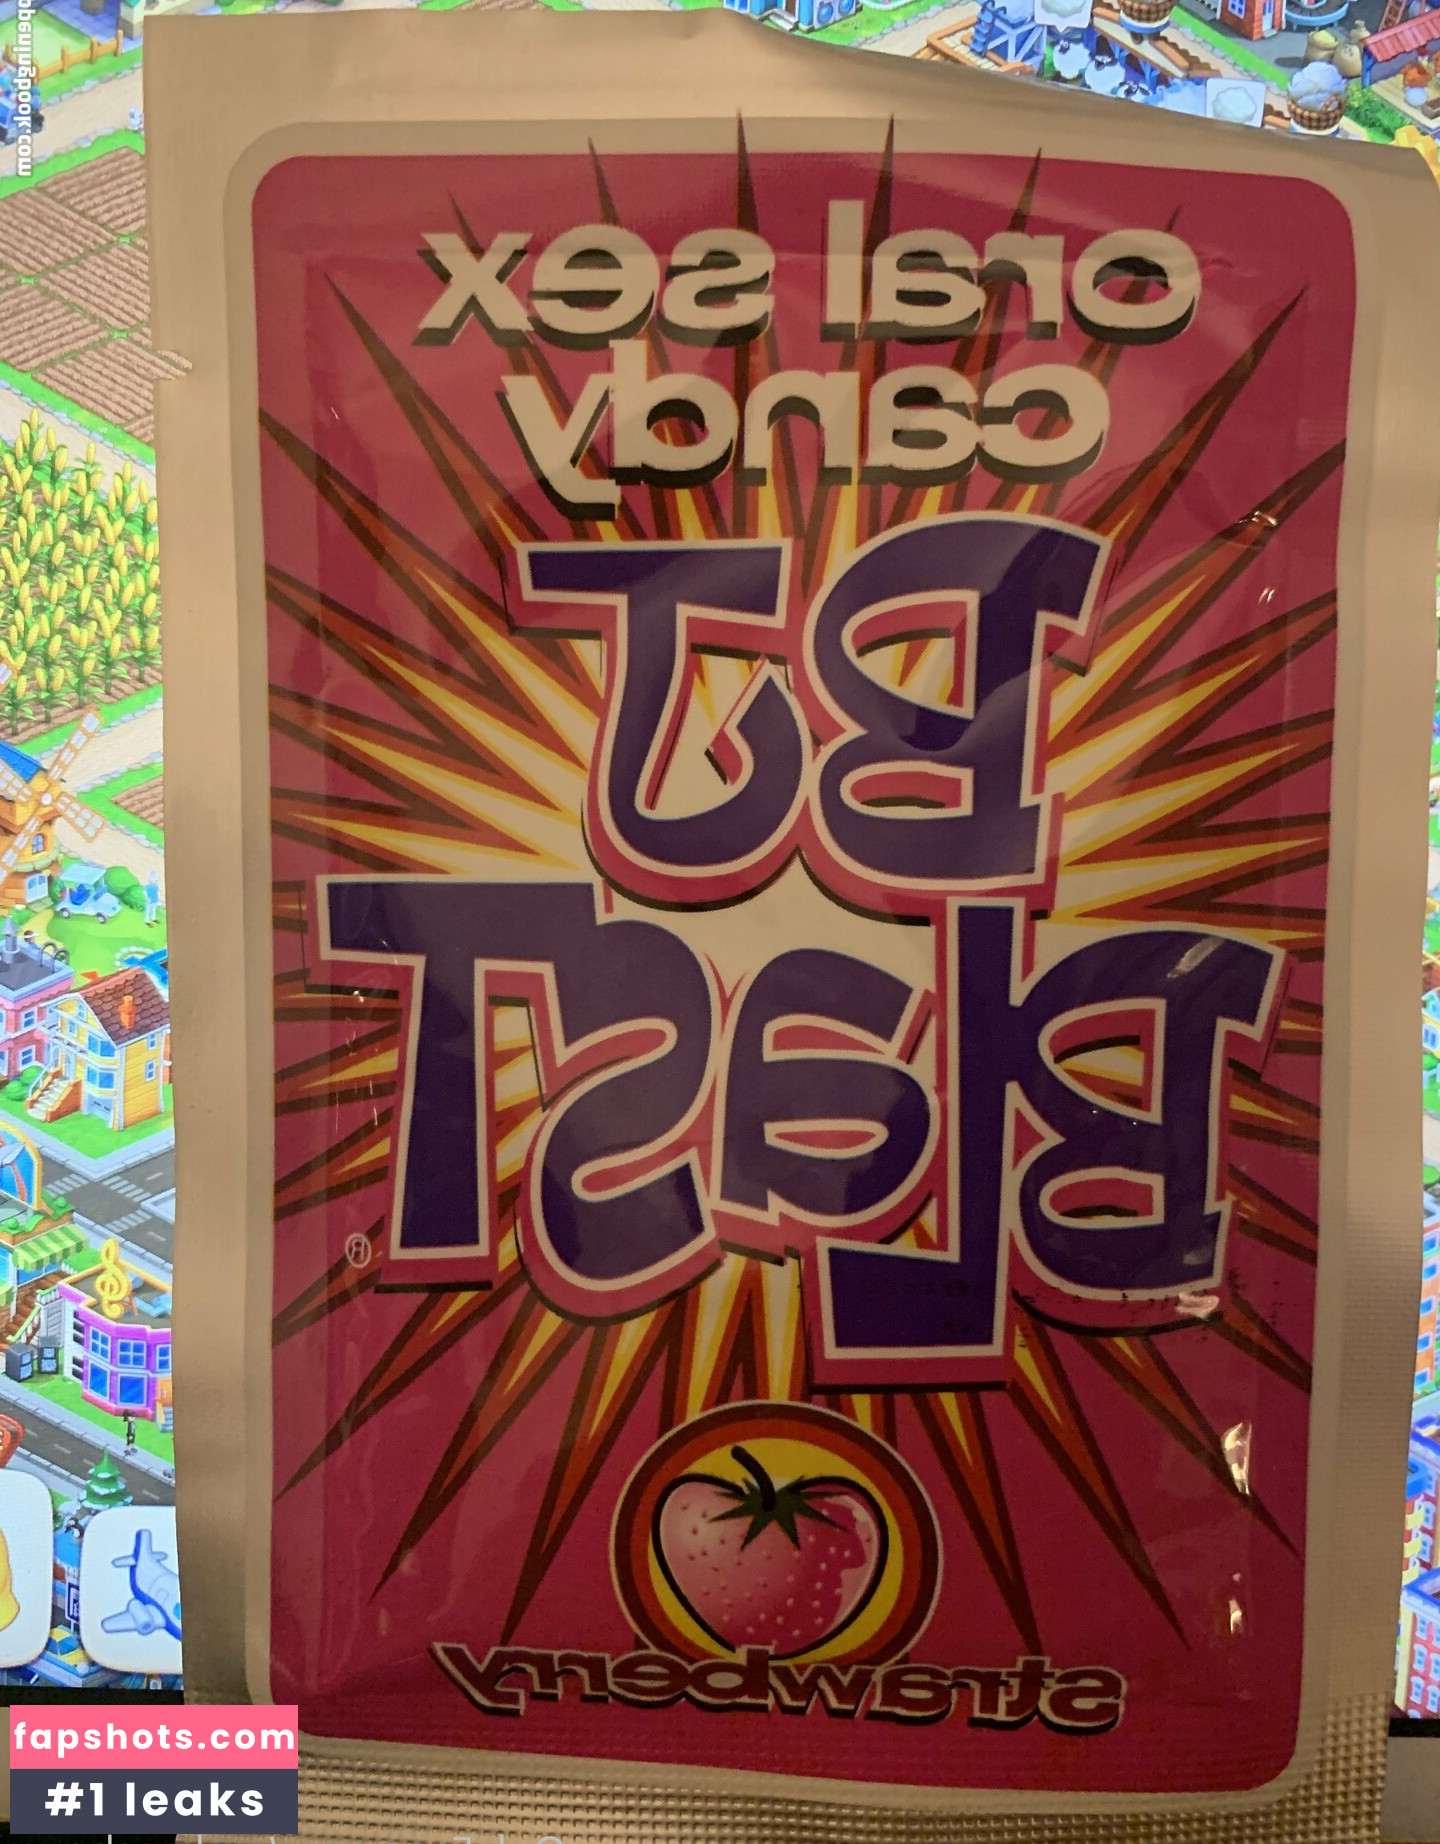 oral sex
candy
BJ
BLaST
®
strawberry
fapshots.com
#1 leaks